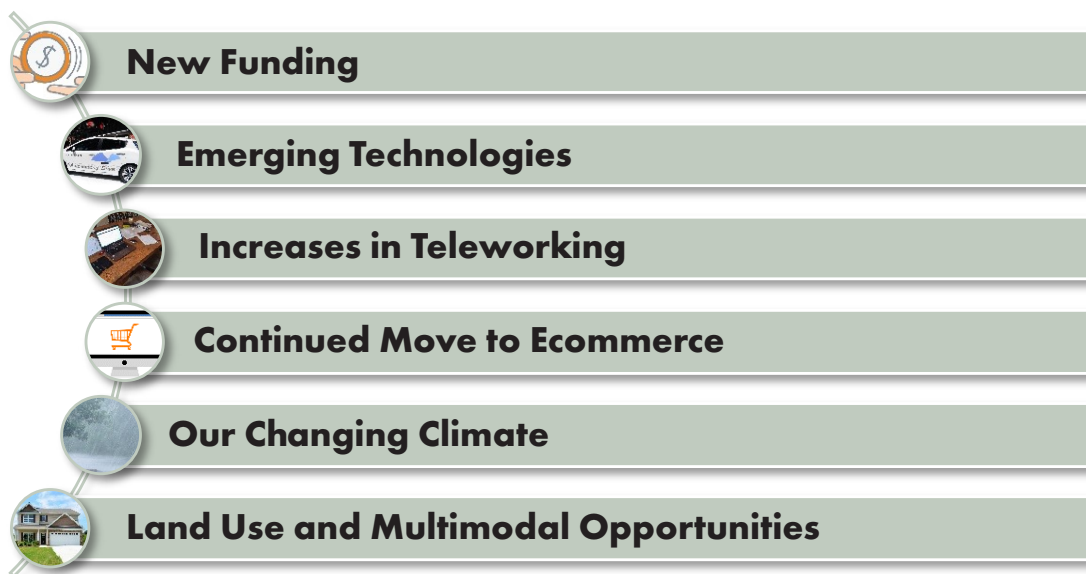 New Funding
Emerging Technologies
Increases in Teleworking
Continued Move to Ecommerce
Our Changing Climate
Land Use and Multimodal Opportunities